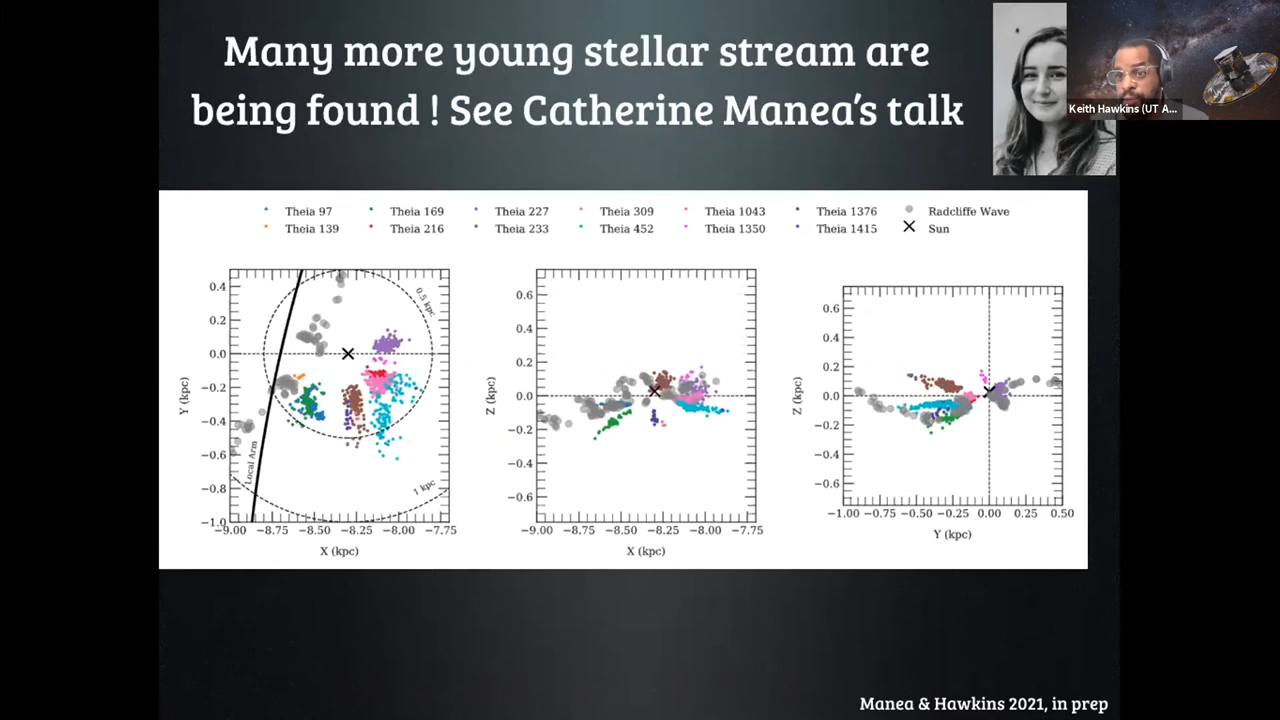 Many more young stellar stream are
being found ! See Catherine Manea's talk
Keith Hawkins (UT A...
Theia 97 Theia 169 Theia 227 Theia 309 Theia 1043 Theia 1376 Radcliffe Wave
Theia 139 Theia 216 Theia 233 Theia 452 Theia 1350 Theia 1415 Sun
0.4
0.2
0.0
−0.2
−0.4
−0.6
−0.8
−1.0
Y (kpc)
0.5 kpc
Local Arm
1 kpc
−9.00 −8.75 −8.50 −8.25 −8.00 −7.75
X (kpc)
0.6
0.4
0.2
0.0
−0.2
−0.4
−0.6
Z (kpc)
−9.00 −8.75 −8.50 −8.25 −8.00 −7.75
X (kpc)
0.6
0.4
0.2
0.0
−0.2
−0.4
−0.6
Z (kpc)
−1.00 −0.75 −0.50 −0.25 0.00 0.25 0.50
Y (kpc)
Manea & Hawkins 2021, in prep